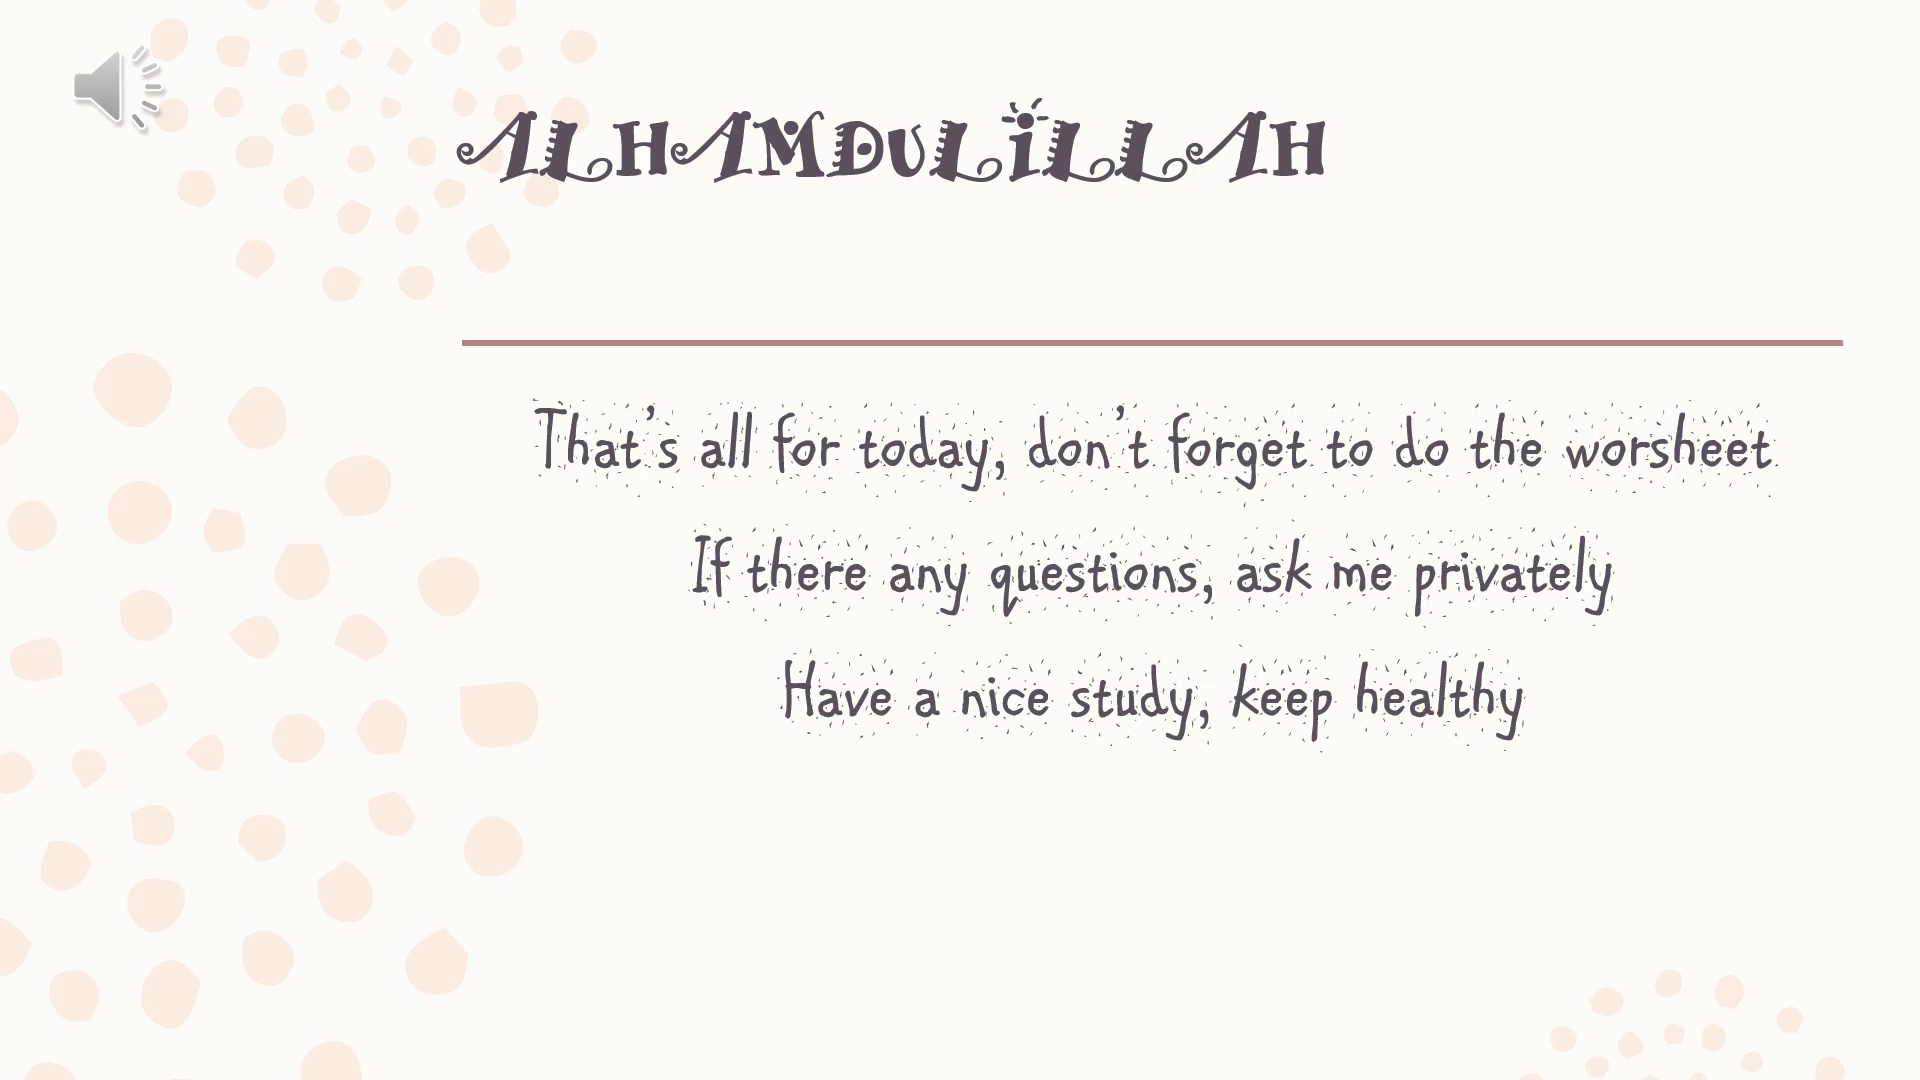 ALHAMDULILLAH
That's all for today, don't forget to do the worsheet
If there any questions, ask me privately
Have a nice study, keep healthy